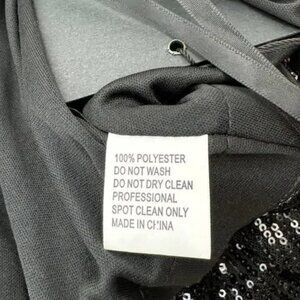 100% POLYESTER
DO NOT WASH
DO NOT DRY CLEAN
PROFESSIONAL
SPOT CLEAN ONLY
MADE IN CHINA